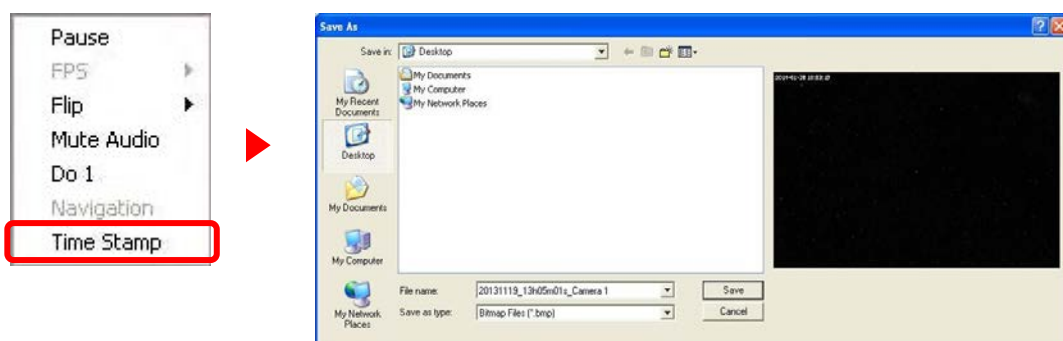 Pause
FPS
Flip
Mute Audio
Do 1
Navigation
Time Stamp
Save As
Save in:
Desktop
My Recent
Documents
Desktop
My Documents
My Computer
My Network
Places
My Documents
My Computer
My Network Places
File name:
20131119_13h05m01s_Camera 1
Save
Save as type:
Bitmap Files (*.bmp)
Cancel